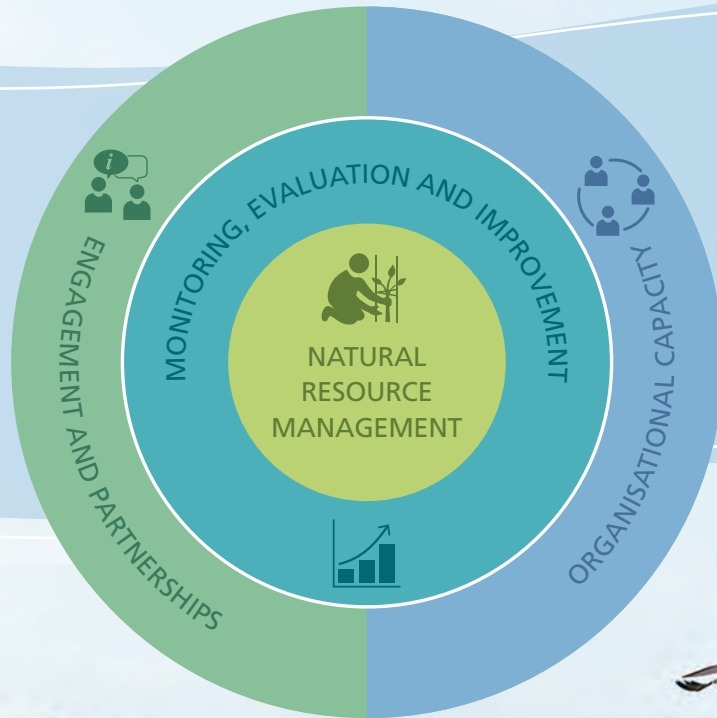 ENGAGEMENT AND PARTNERSHIPS
MONITORING, EVALUATION AND IMPROVEMENT
i
NATURAL
RESOURCE
MANAGEMENT
ORGANISATIONAL CAPACITY